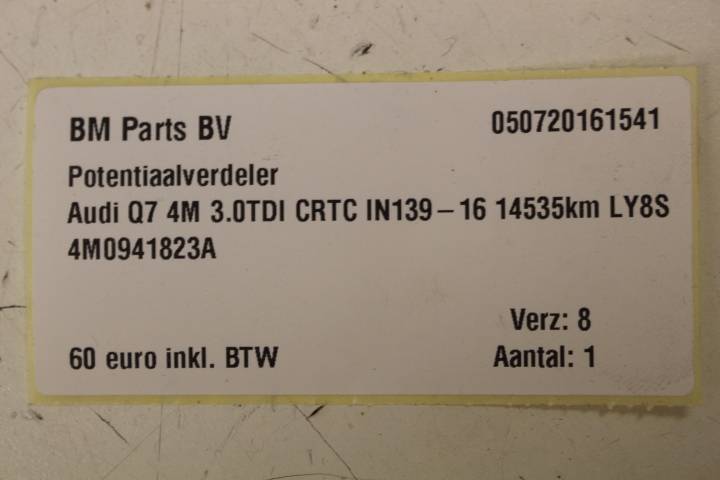 BM Parts BV 050720161541
Potentiaalverdeler
Audi Q7 4M 3.0TDI CRTC IN139-16 14535km LY8S
4M0941823A
Verz: 8
60 euro inkl. BTW Aantal: 1